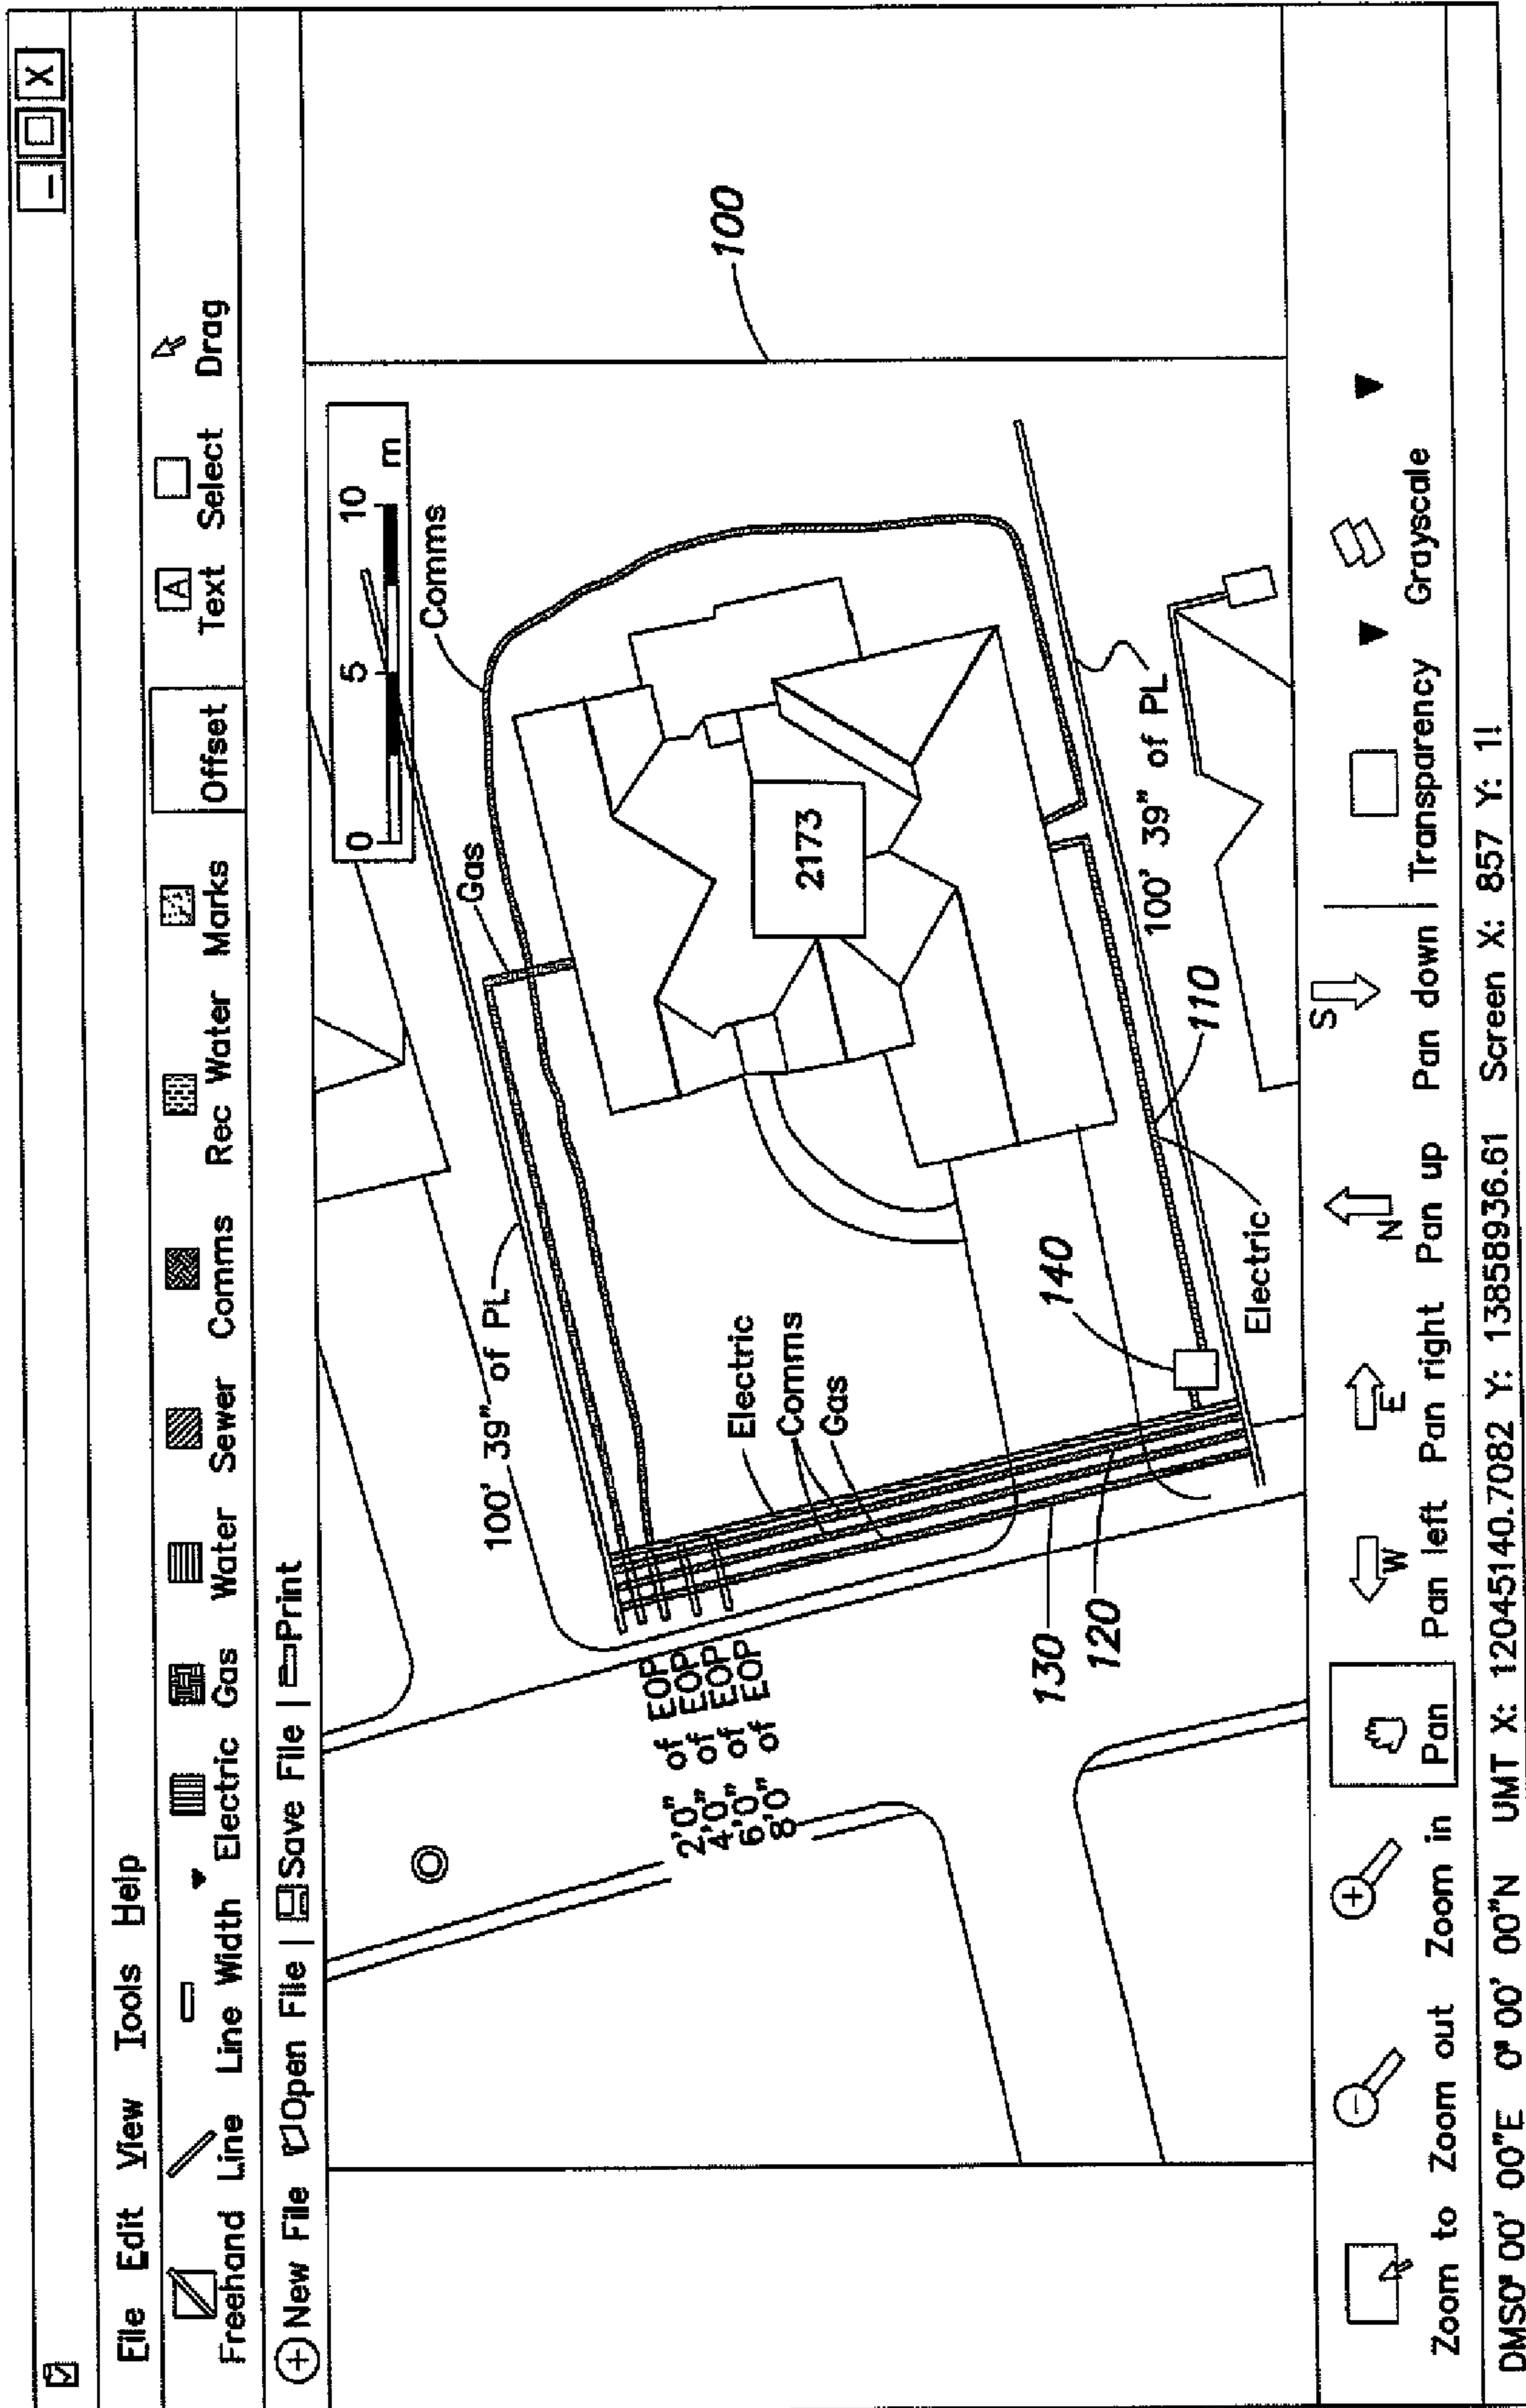 File Edit View Tools Help
Freehand Line Line Width Electric Gas Water Sewer Comms Rec Water Marks Offset A Text Select Drag
New File Open File | Save File | Print
0 5 10
m
100' 39" of PL
Gas
Comms
100
2'0" of EOP
4'0" of EOP
6'0" of EOP
8'0" of EOP
Electric
Comms
Gas
2173
130
120
140
110
Electric
100' 39" of PL
W E N S
Zoom to Zoom out Zoom in Pan Pan left Pan right Pan up Pan down | Transparency Grayscale
DMS0° 00' 00"E 0° 00' 00"N UMT X: 12045140.7082 Y: 13858936.61 Screen X: 857 Y: 1!